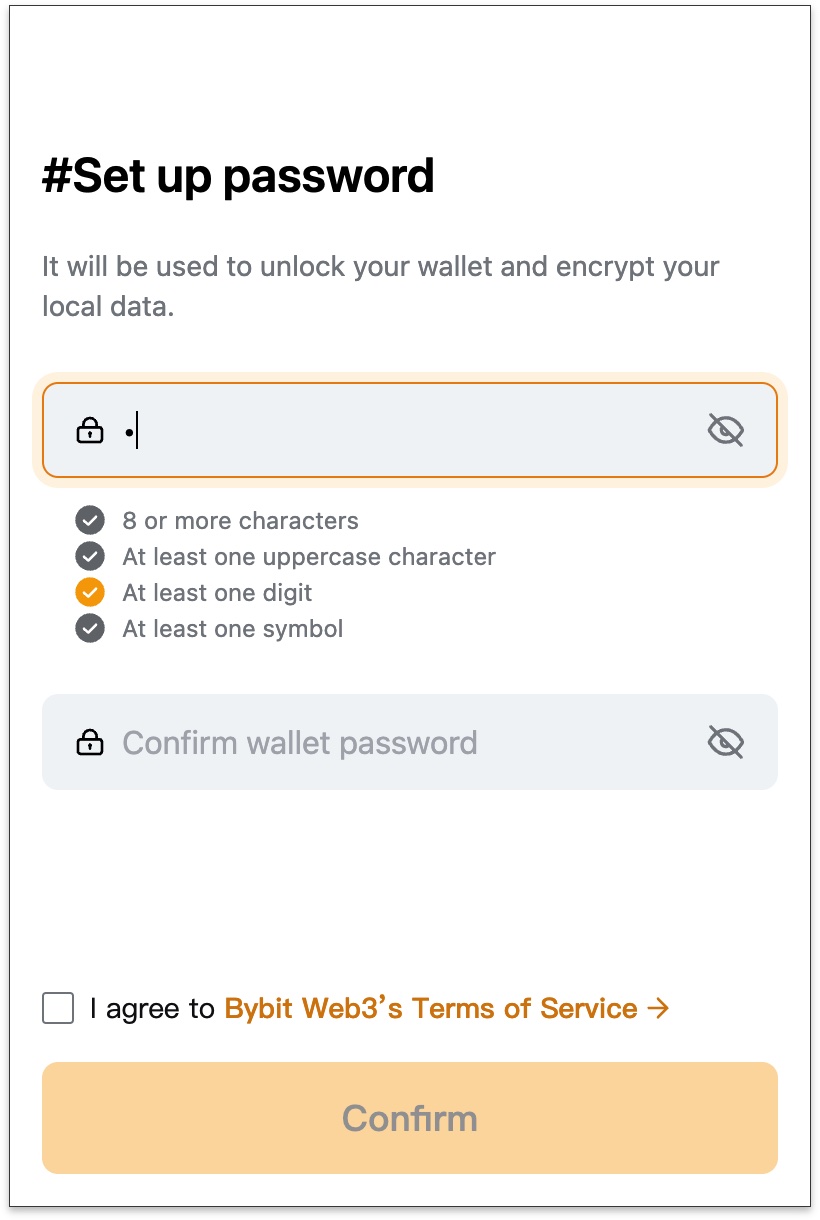 #Set up password
It will be used to unlock your wallet and encrypt your
local data.
•
8 or more characters
At least one uppercase character
At least one digit
At least one symbol
Confirm wallet password
I agree to Bybit Web3’s Terms of Service →
Confirm